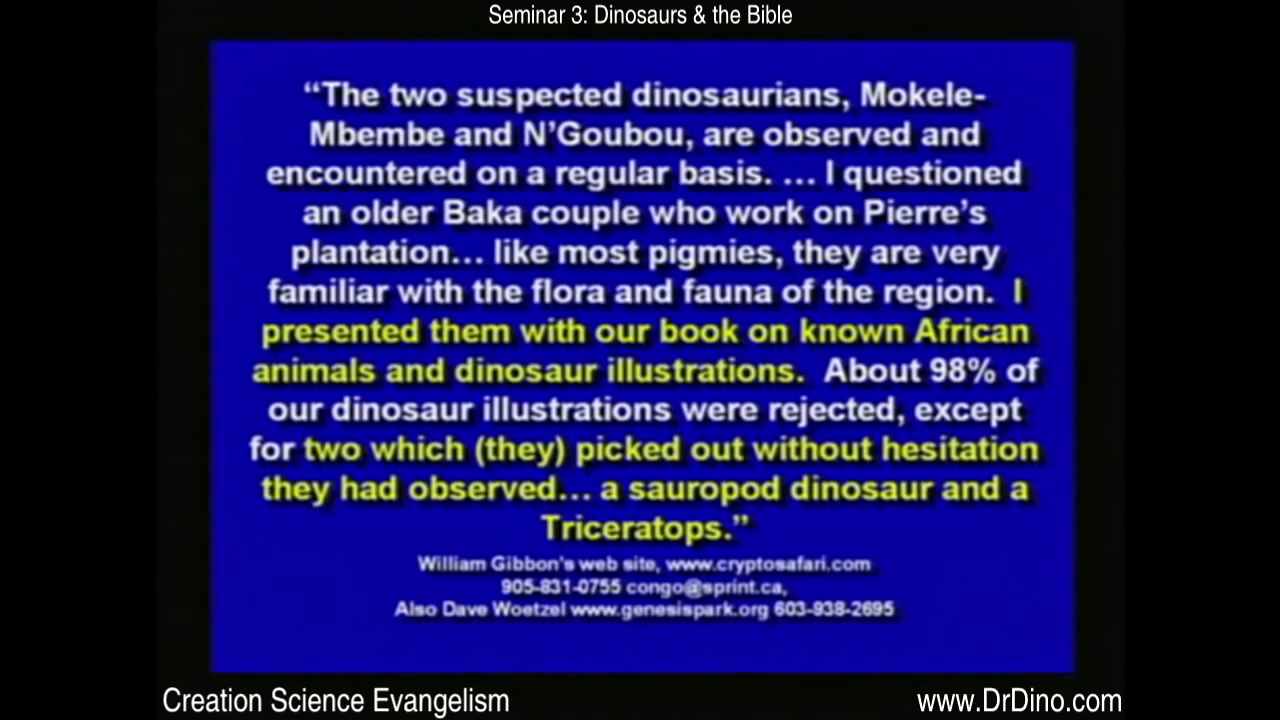 Seminar 3: Dinosaurs & the Bible
“The two suspected dinosaurians, Mokele-
Mbembe and N’Goubou, are observed and
encountered on a regular basis. … I questioned
an older Baka couple who work on Pierre’s
plantation… like most pigmies, they are very
familiar with the flora and fauna of the region. I
presented them with our book on known African
animals and dinosaur illustrations. About 98% of
our dinosaur illustrations were rejected, except
for two which (they) picked out without hesitation
they had observed… a sauropod dinosaur and a
Triceratops.”
William Gibbon's web site, www.cryptosafari.com
905-831-0755 congo@sprint.ca,
Also Dave Woetzel www.genesispark.org 603-938-2695
Creation Science Evangelism
www.DrDino.com